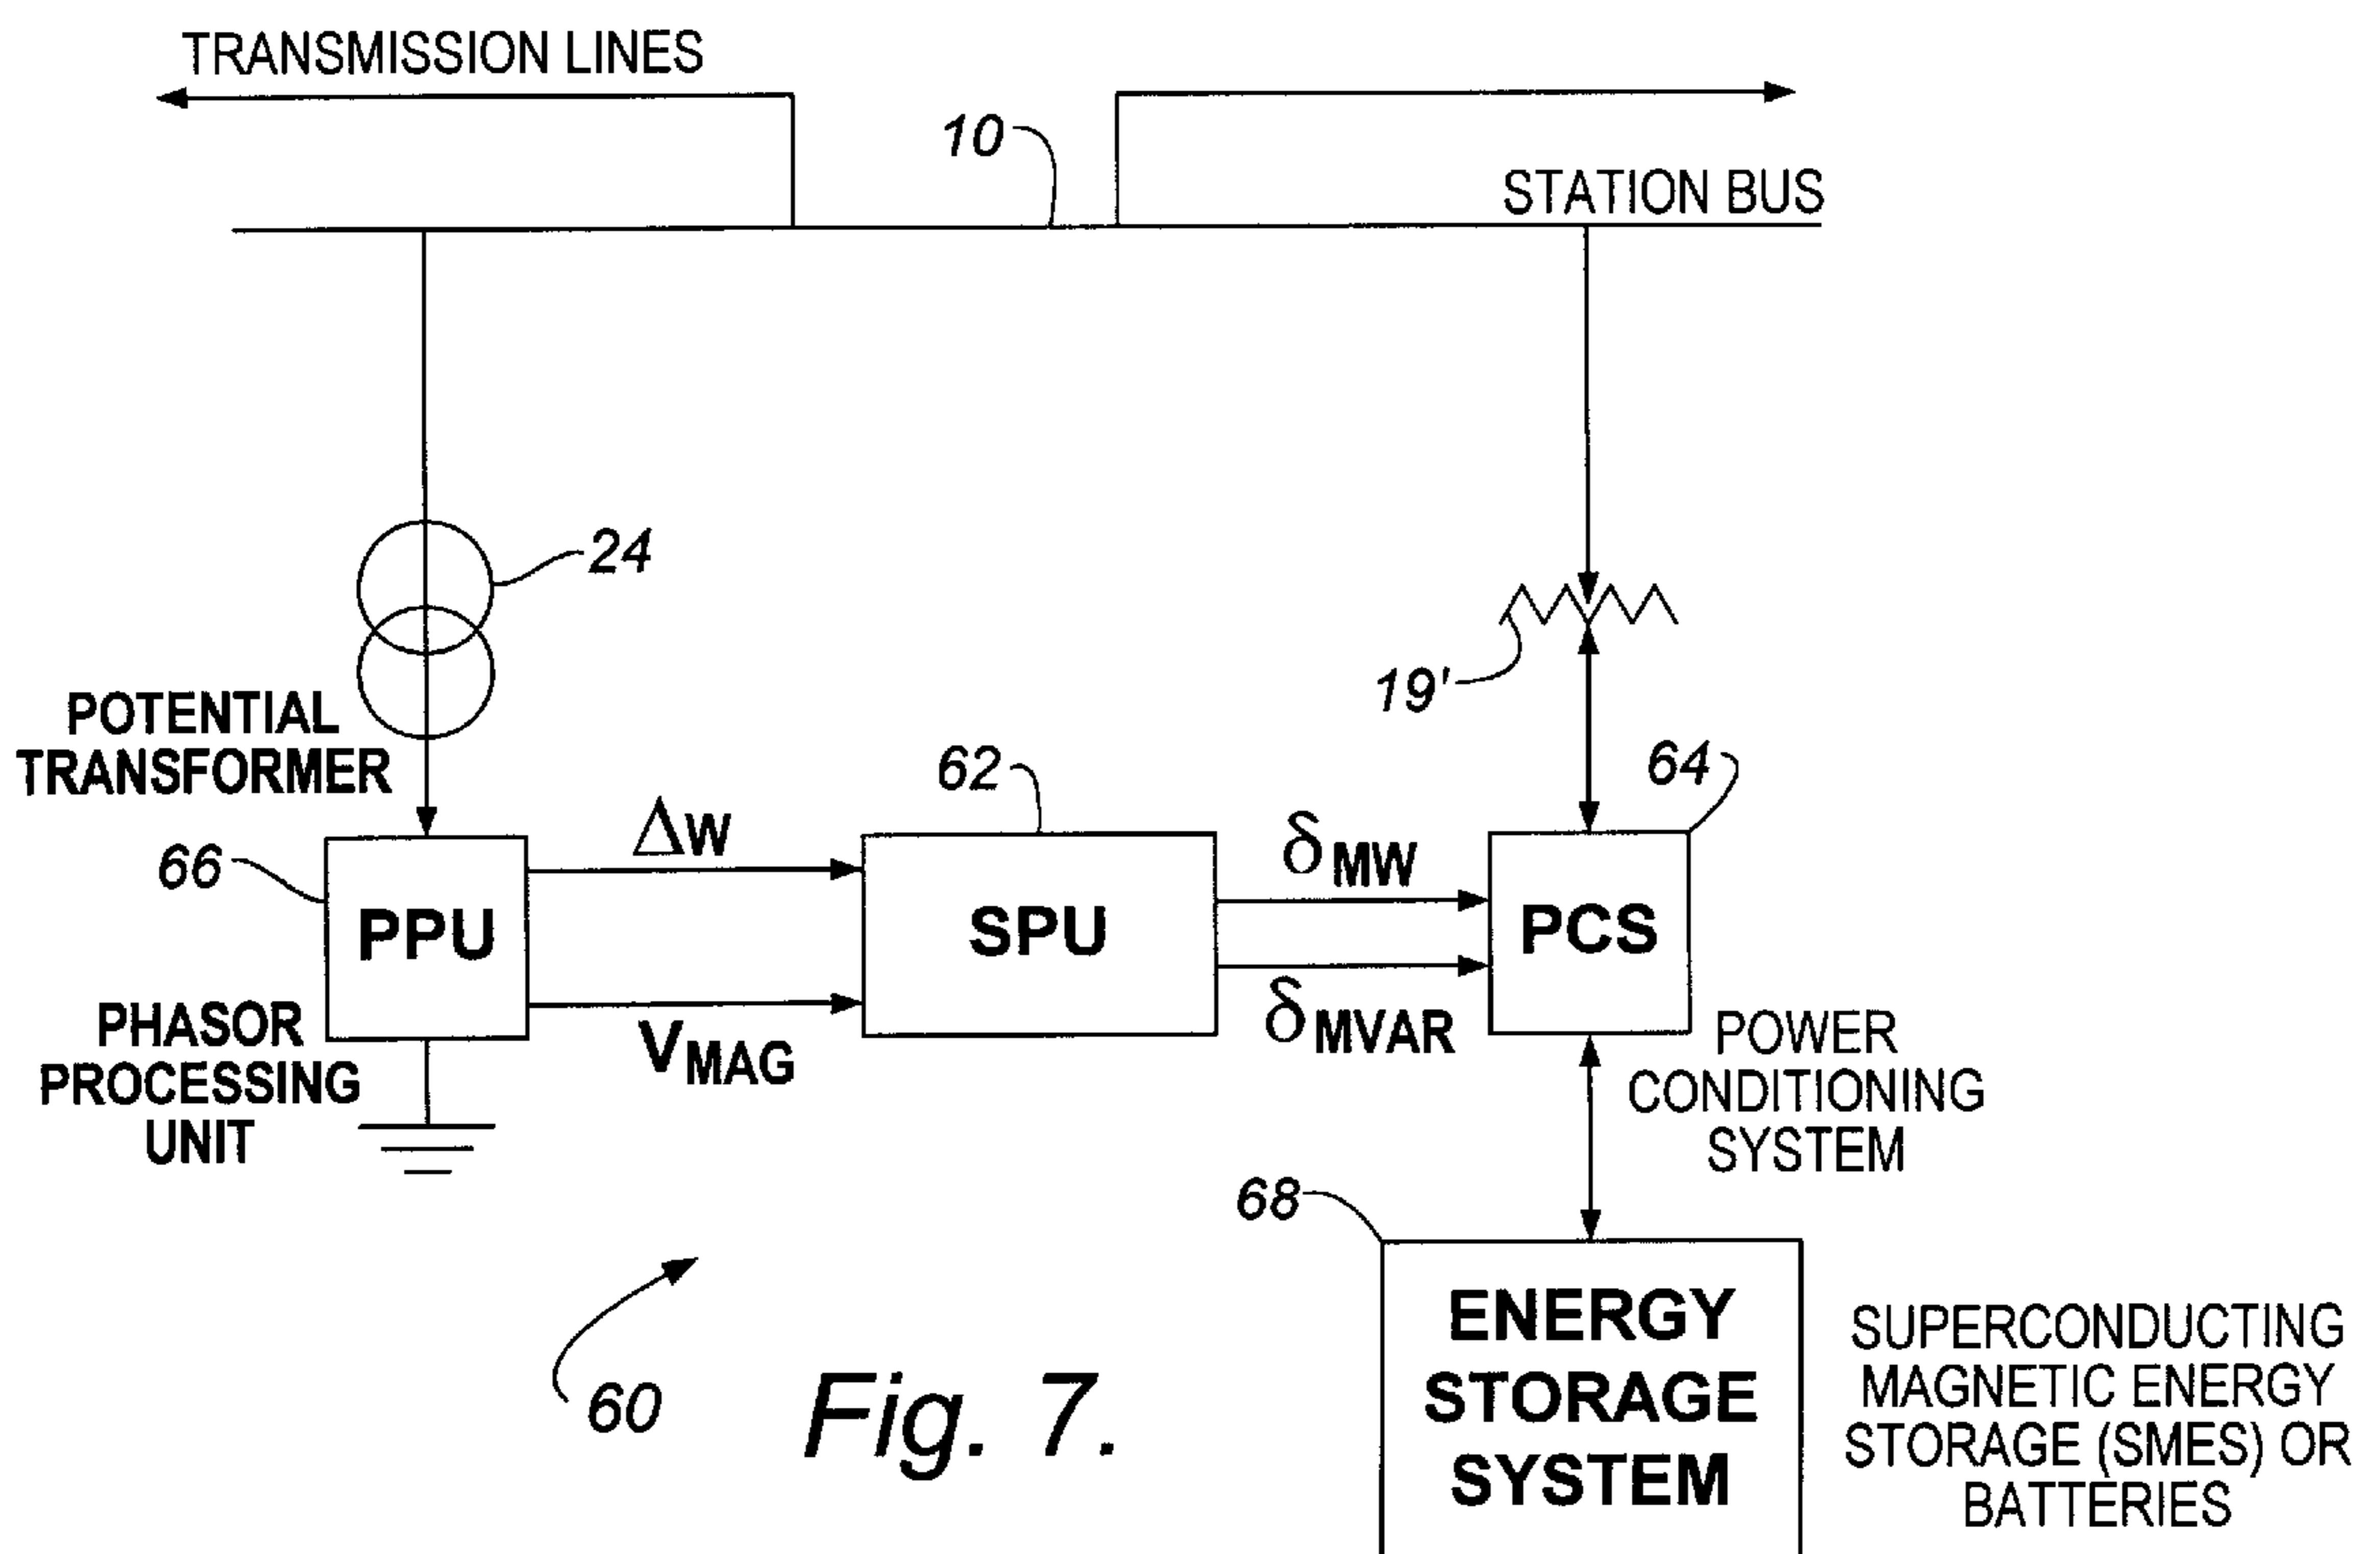 TRANSMISSION LINES
10
STATION BUS
24
POTENTIAL
TRANSFORMER
19'
62
64
66
ΔW
δMW
PPU
SPU
PCS
VMAG
δMVAR
PHASOR
PROCESSING
UNIT
POWER
CONDITIONING
SYSTEM
68
ENERGY
STORAGE
SYSTEM
SUPERCONDUCTING
MAGNETIC ENERGY
STORAGE (SMES) OR
BATTERIES
60
Fig. 7.